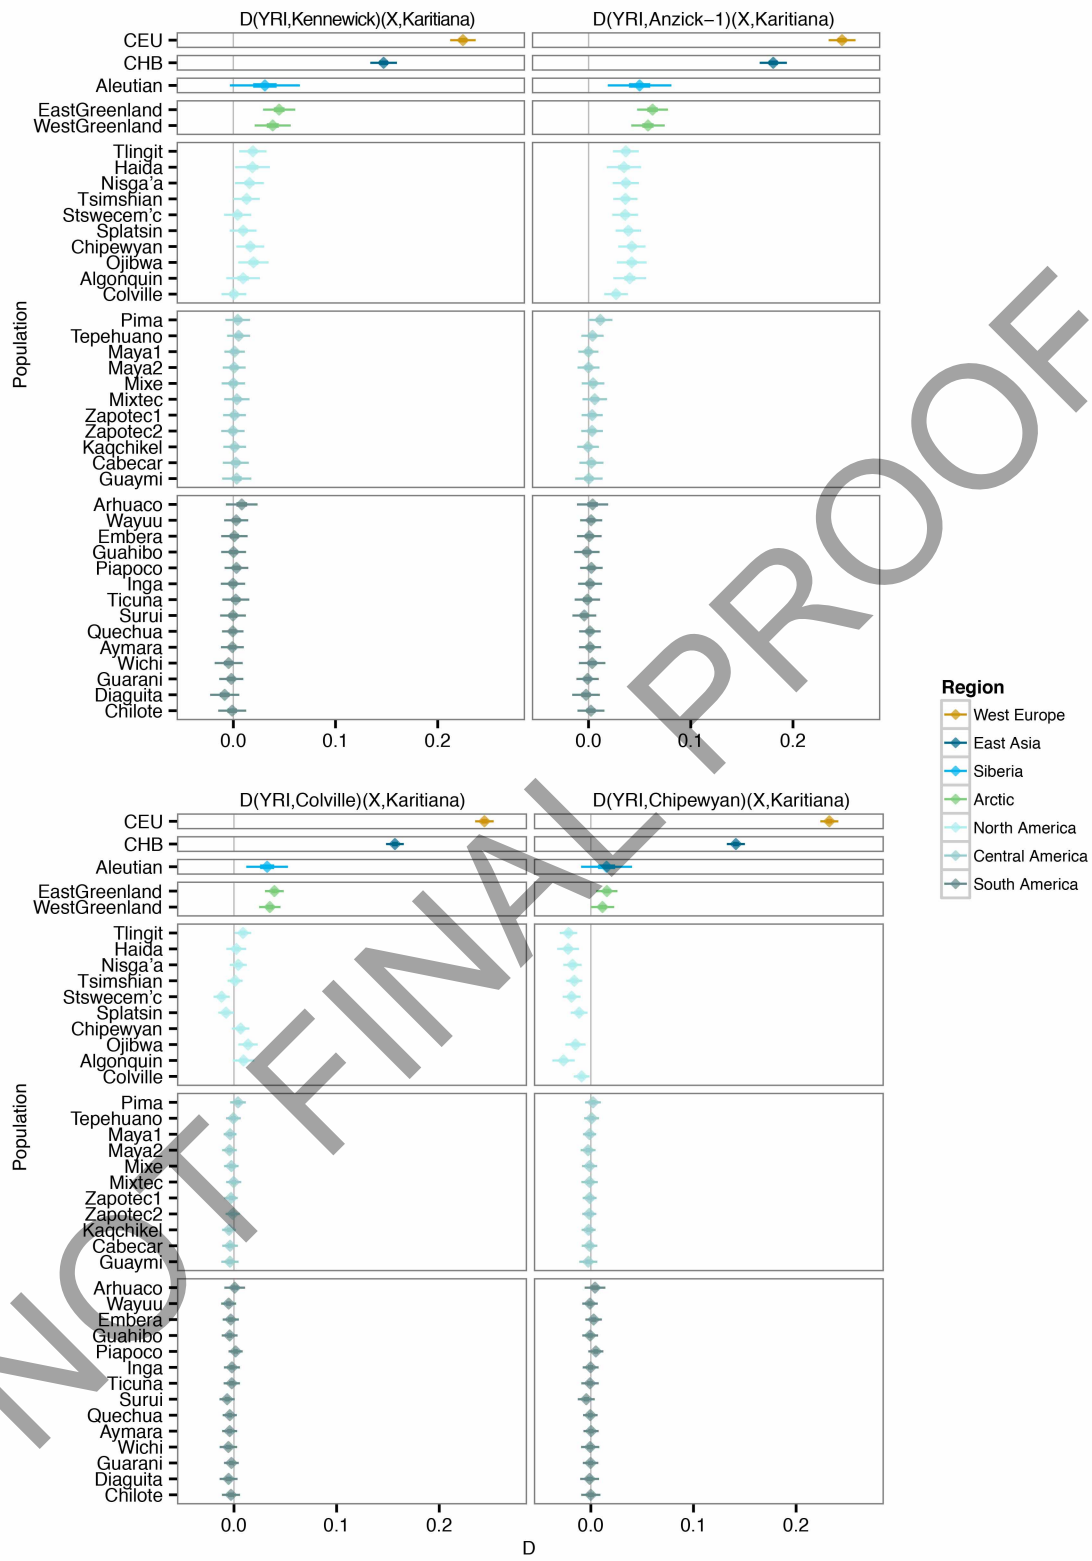 D(YRI,Kennewick)(X,Karitiana)
D(YRI,Anzick−1)(X,Karitiana)
CEU
CHB
Aleutian
EastGreenland
WestGreenland
Tlingit
Haida
Nisga'a
Tsimshian
Stswecem'c
Splatsin
Chipewyan
Ojibwa
Algonquin
Colville
Pima
Tepehuano
Maya1
Maya2
Mixe
Mixtec
Zapotec1
Zapotec2
Kaqchikel
Cabecar
Guaymi
Arhuaco
Wayuu
Embera
Guahibo
Piapoco
Inga
Ticuna
Surui
Quechua
Aymara
Wichi
Guarani
Diaguita
Chilote
Population
0.0 0.1 0.2
0.0 0.1 0.2
Region
West Europe
East Asia
Siberia
Arctic
North America
Central America
South America
D(YRI,Colville)(X,Karitiana)
D(YRI,Chipewyan)(X,Karitiana)
CEU
CHB
Aleutian
EastGreenland
WestGreenland
Tlingit
Haida
Nisga'a
Tsimshian
Stswecem'c
Splatsin
Chipewyan
Ojibwa
Algonquin
Colville
Pima
Tepehuano
Maya1
Maya2
Mixe
Mixtec
Zapotec1
Zapotec2
Kaqchikel
Cabecar
Guaymi
Arhuaco
Wayuu
Embera
Guahibo
Piapoco
Inga
Ticuna
Surui
Quechua
Aymara
Wichi
Guarani
Diaguita
Chilote
Population
0.0 0.1 0.2
0.0 0.1 0.2
D
NOT FINAL PROOF